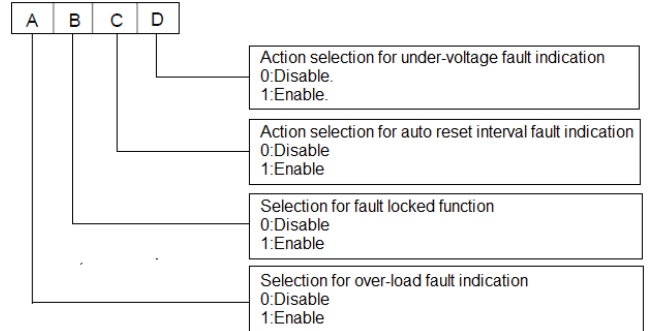 A B C D
Action selection for under-voltage fault indication
0:Disable.
1:Enable.
Action selection for auto reset interval fault indication
0:Disable
1:Enable
Selection for fault locked function
0:Disable
1:Enable
Selection for over-load fault indication
0:Disable
1:Enable